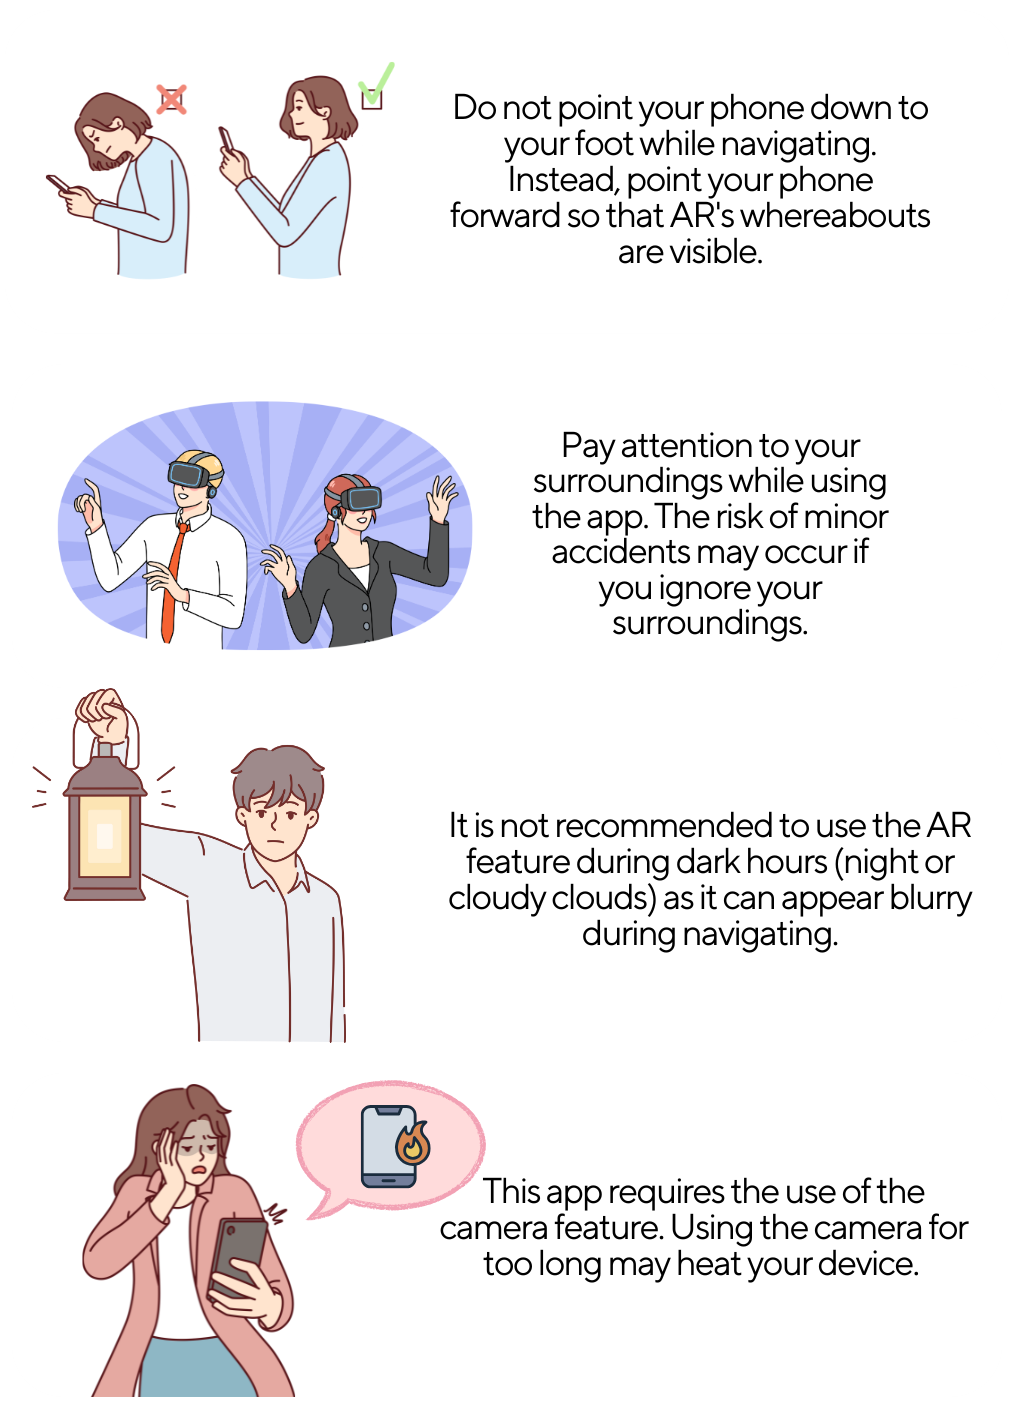 Do not point your phone down to
your foot while navigating.
Instead, point your phone
forward so that AR's whereabouts
are visible.
Pay attention to your
surroundings while using
the app. The risk of minor
accidents may occur if
you ignore your
surroundings.
It is not recommended to use the AR
feature during dark hours (night or
cloudy clouds) as it can appear blurry
during navigating.
This app requires the use of the
camera feature. Using the camera for
too long may heat your device.